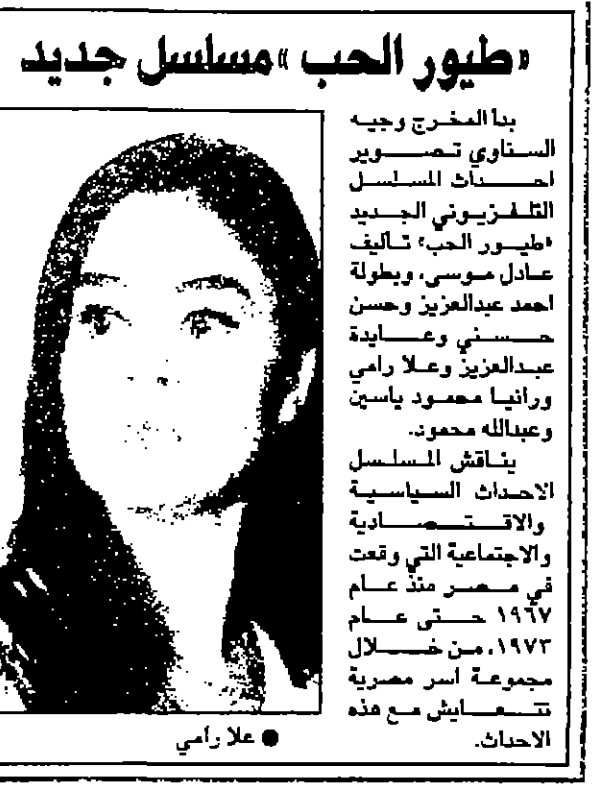 «طيور الحب» مسلسل جديد
بدأ المخرج وجيه
السناوي تصوير
احداث المسلسل
التلفزيوني الجديد
«طيور الحب» تأليف
عادل موسى، وبطولة
احمد عبدالعزيز وحسن
حسني وعايدة
عبدالعزيز وعلا رامي
ورانيا محمود ياسين
وعبدالله محمود.
يناقش المسلسل
الاحداث السياسية
والاقتصادية
والاجتماعية التي وقعت
في مصر منذ عام
١٩٦٧ حتى عام
١٩٧٣، من خلال
مجموعة اسر مصرية
تتعايش مع هذه
الاحداث.
● علا رامي